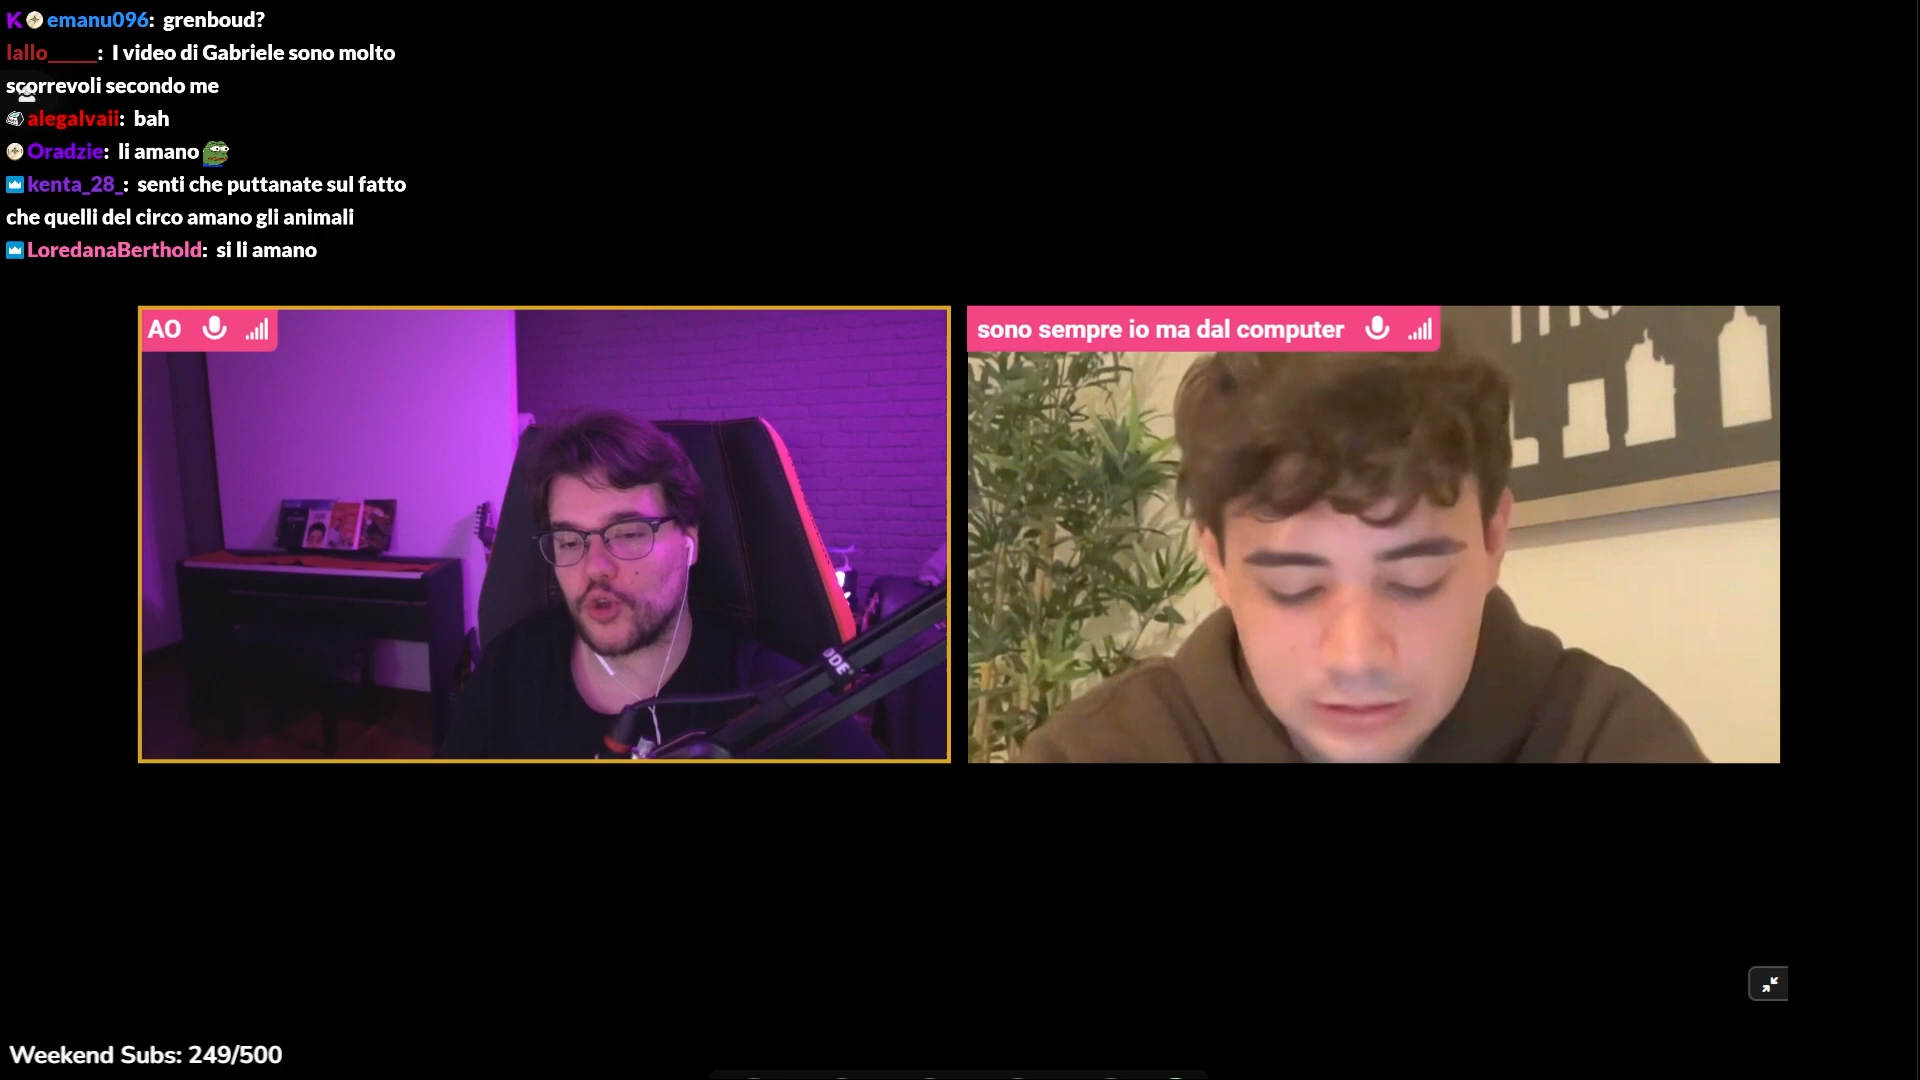 K emanu096: grenboud?
lallo_____: I video di Gabriele sono molto
scorrevoli secondo me
alegalvaii: bah
Oradzie: li amano
kenta_28_: senti che puttanate sul fatto
che quelli del circo amano gli animali
LoredanaBerthold: si li amano
AO
sono sempre io ma dal computer
Weekend Subs: 249/500